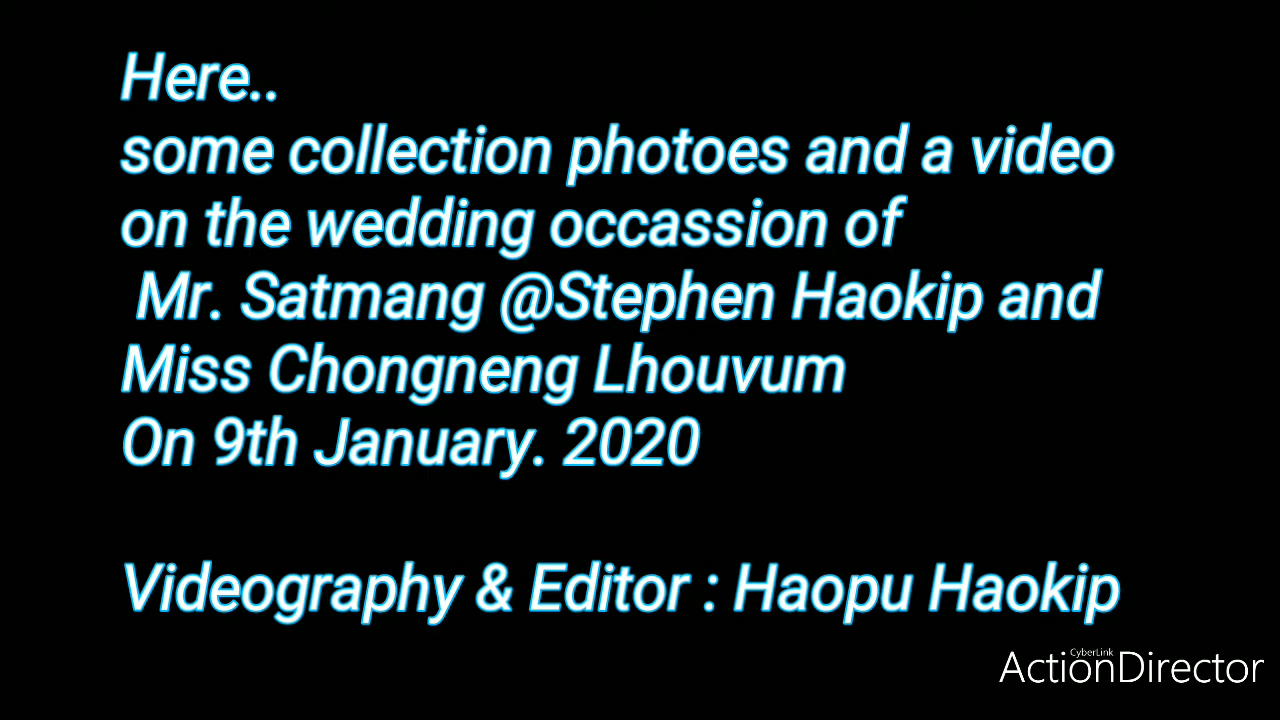 Here..
some collection photoes and a video
on the wedding occassion of
Mr. Satmang @Stephen Haokip and
Miss Chongneng Lhouvum
On 9th January. 2020
Videography & Editor : Haopu Haokip
CyberLink
ActionDirector